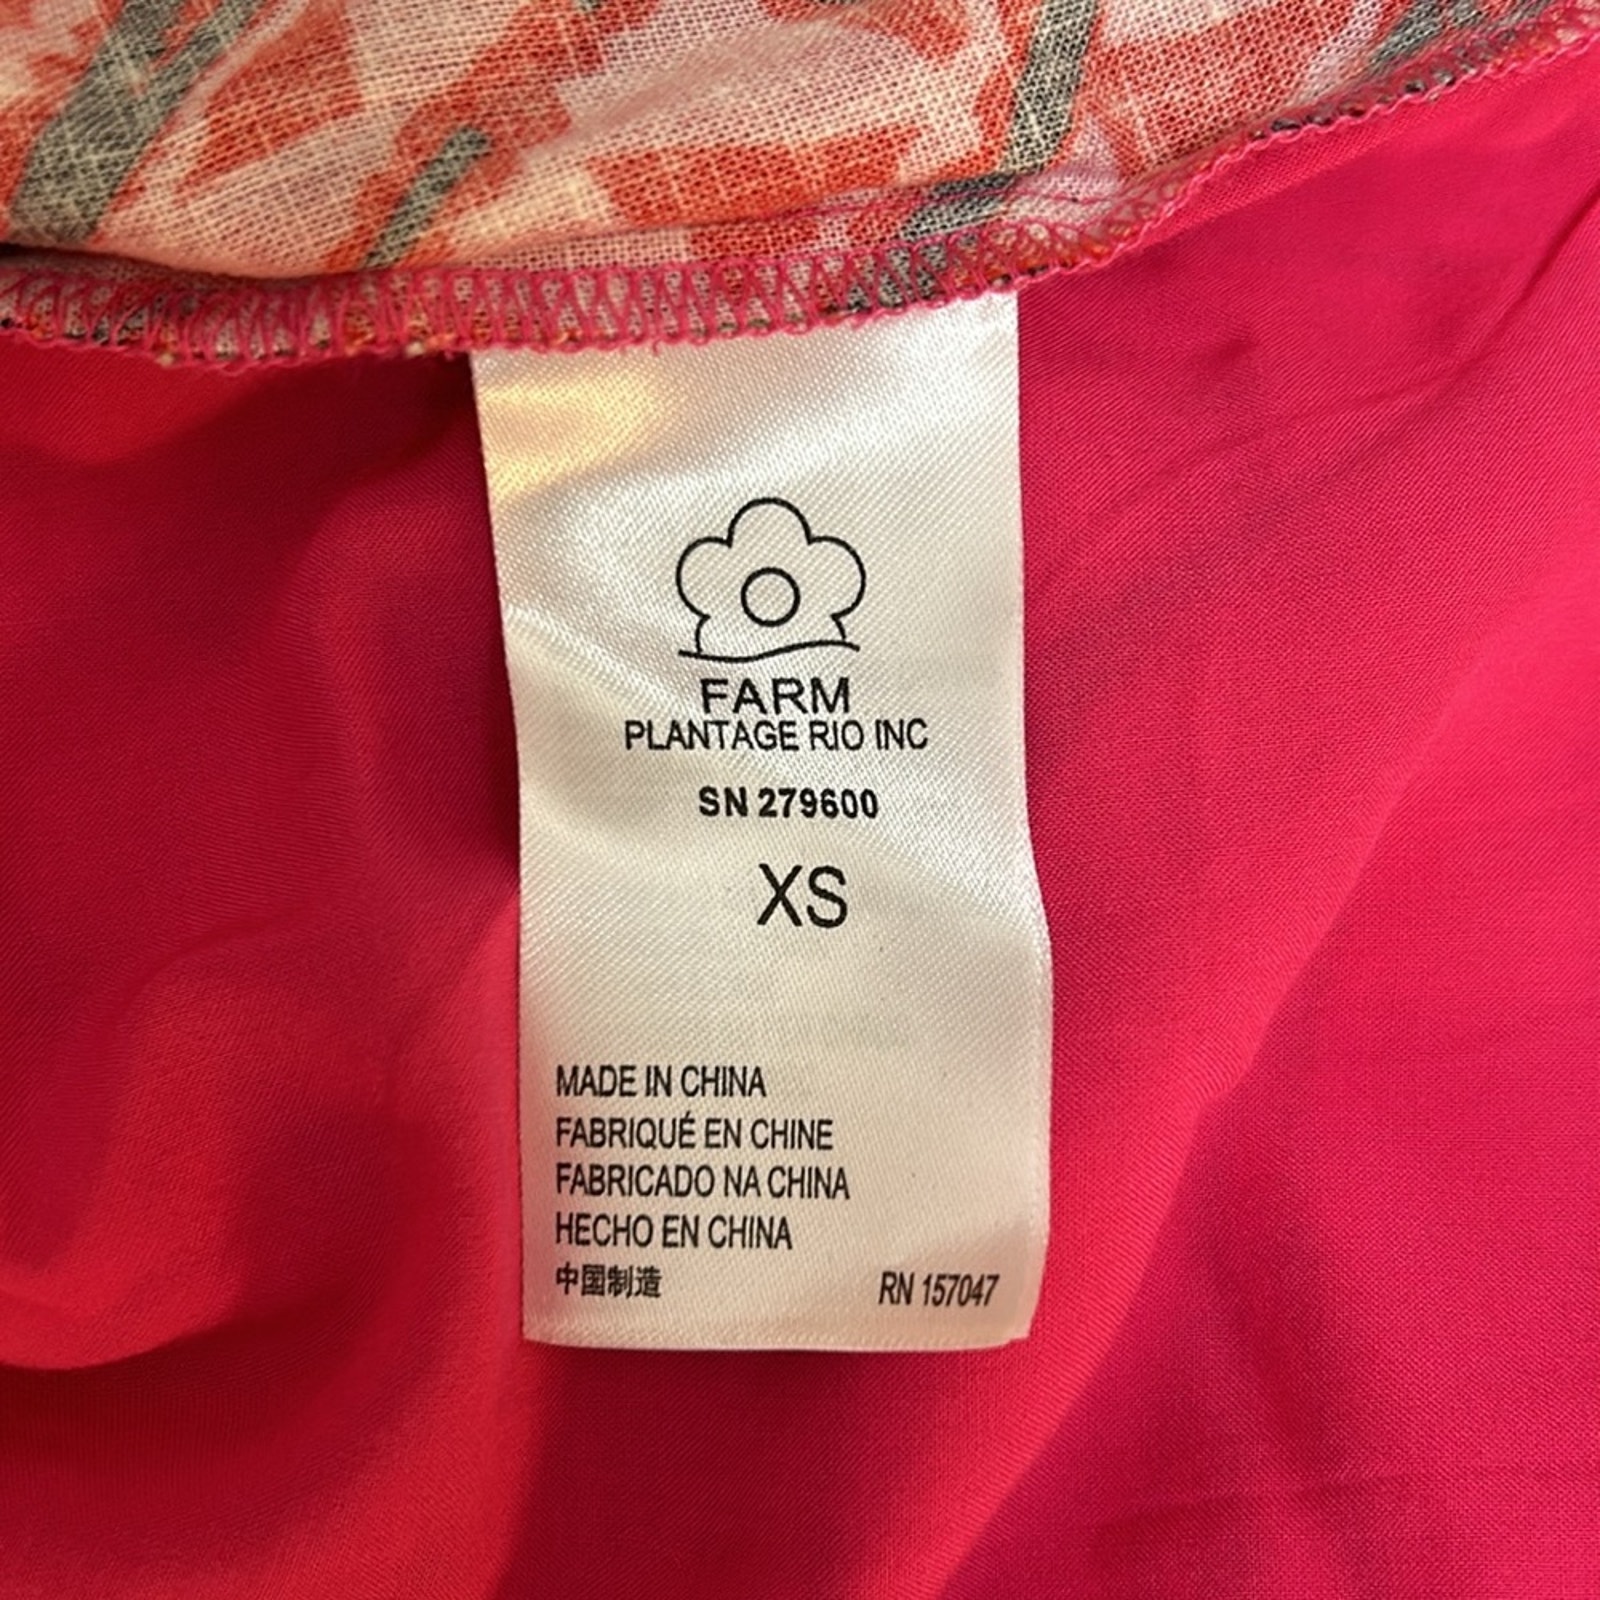 FARM
PLANTAGE RIO INC
SN 279600
XS
MADE IN CHINA
FABRIQUÉ EN CHINE
FABRICADO NA CHINA
HECHO EN CHINA
中国制造
RN 157047